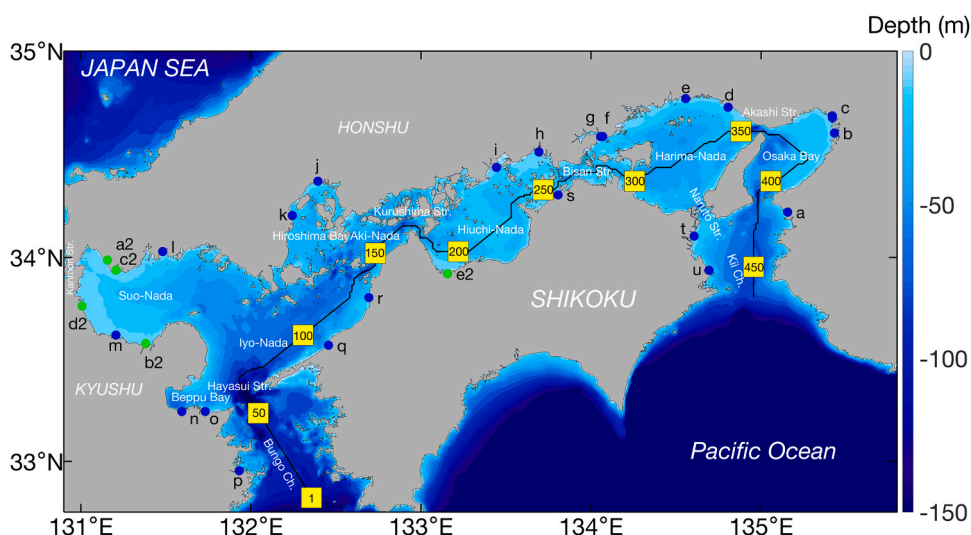 Depth (m)
35°N
JAPAN SEA
0
HONSHU
e
d
Akashi Str.
c
g
f
350
b
h
Harima-Nada
Osaka Bay
i
Bisan Str.
300
400
j
250
s
Naruto Str.
-50
k
Kurushima Str.
a
Hiroshima Bay
Aki-Nada
Hiuchi-Nada
t
34°N
a2
l
150
200
Kii Ch.
c2
e2
u
450
Suo-Nada
SHIKOKU
r
d2
m
b2
100
Iyo-Nada
q
-100
KYUSHU
Hayasui Str.
Beppu Bay
n
o
50
Pacific Ocean
33°N
p
Bungo Ch.
1
-150
131°E
132°E
133°E
134°E
135°E